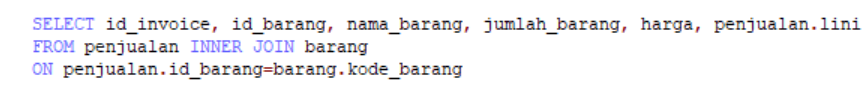 SELECT id_invoice, id_barang, nama_barang, jumlah_barang, harga, penjualan.lini
FROM penjualan INNER JOIN barang
ON penjualan.id_barang=barang.kode_barang